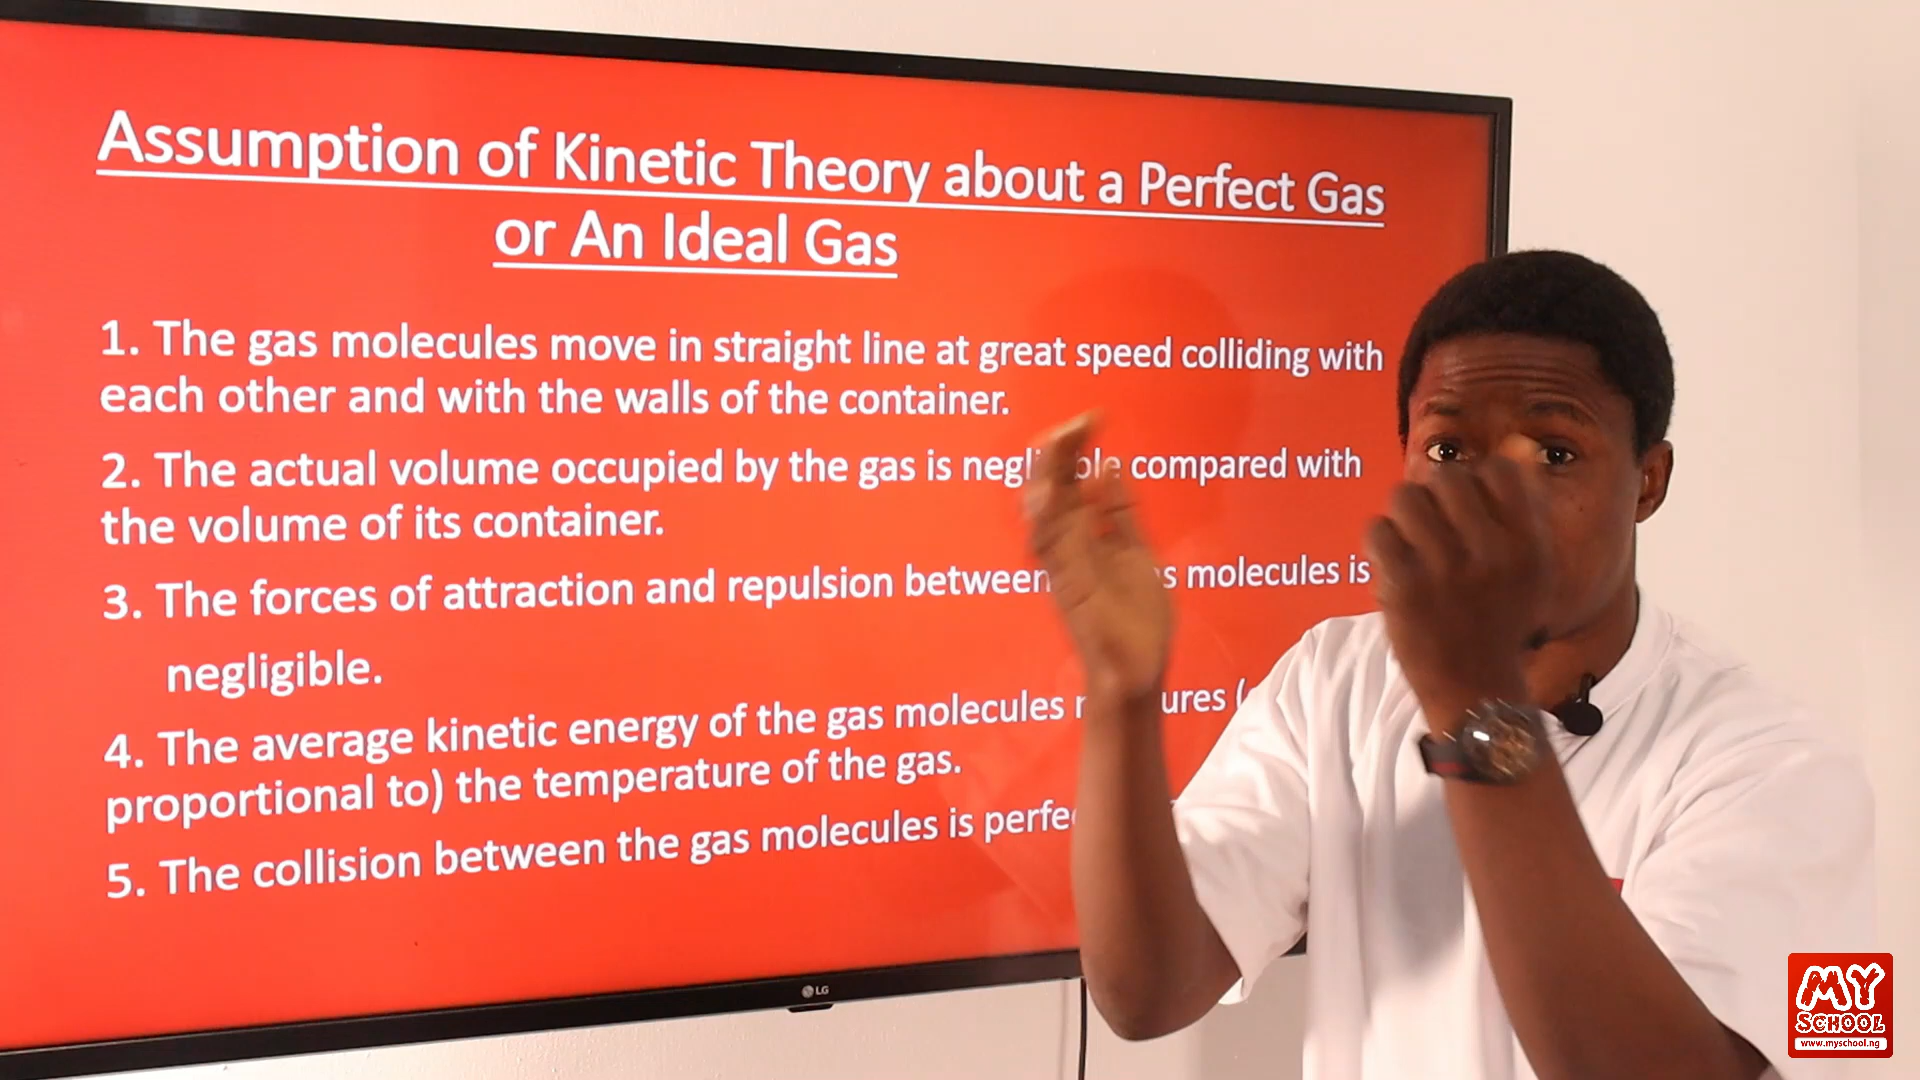 Assumption of Kinetic Theory about a Perfect Gas
or An Ideal Gas
1. The gas molecules move in straight line at great speed colliding with
each other and with the walls of the container.
2. The actual volume occupied by the gas is compared with
the volume of its container.
3. The forces of attraction and repulsion between molecules is
negligible.
4. The average kinetic energy of the gas molecules
proportional to) the temperature of the gas.
5. The collision between the gas molecules is
LG
MY
SCHOOL
www.myschool.ng